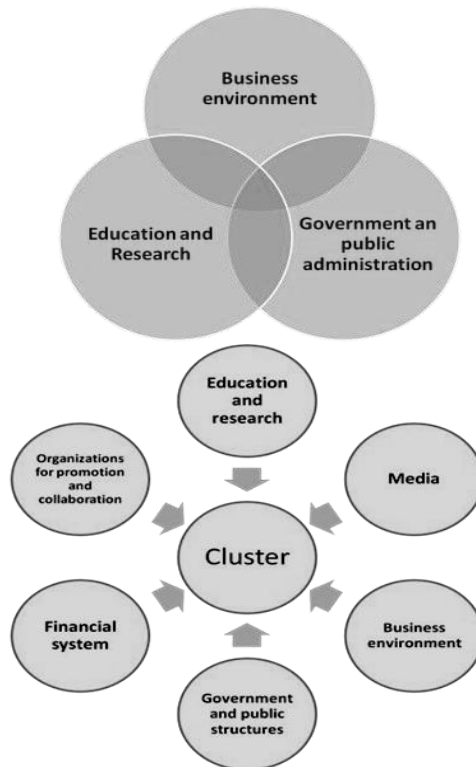 Business
environment
Education and
Research
Government an
public
administration
Education
and
research
Organizations
for promotion
and
collaboration
Media
Cluster
Financial
system
Business
environment
Government
and public
structures